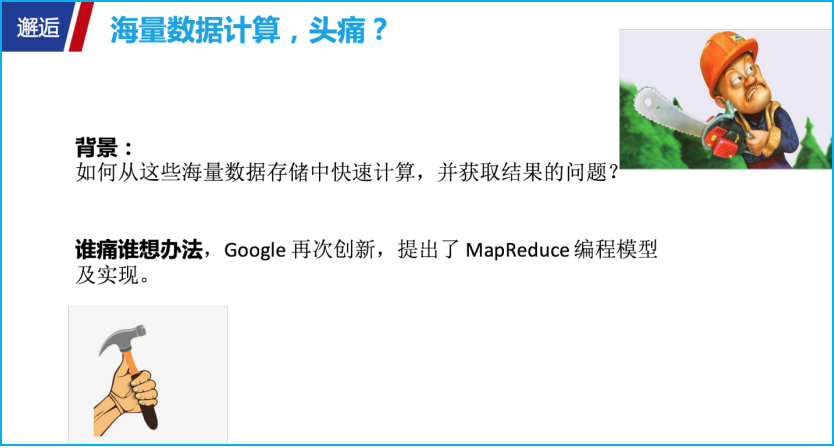 邂逅
海量数据计算，头痛？
背景：
如何从这些海量数据存储中快速计算，并获取结果的问题？
谁痛谁想办法，Google 再次创新，提出了 MapReduce 编程模型
及实现。